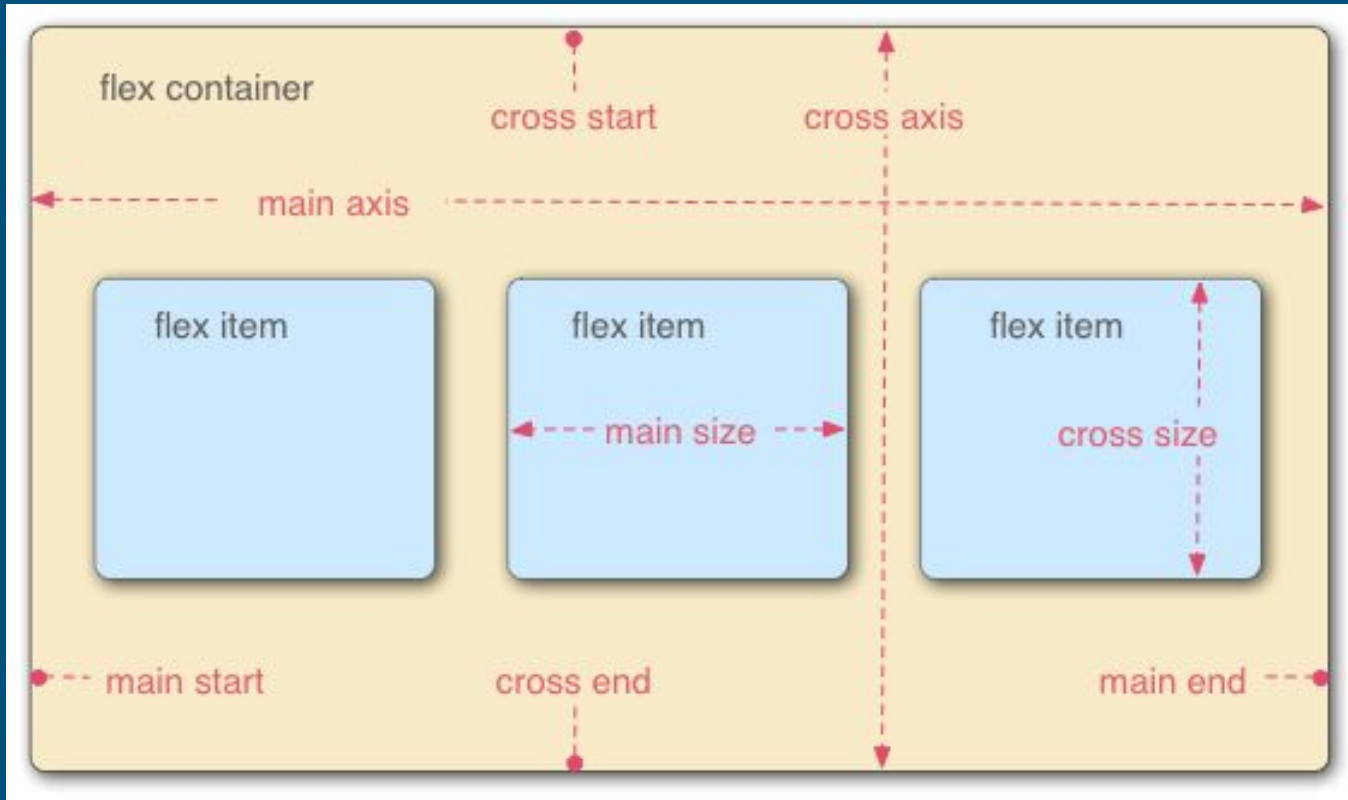 flex container
cross start
cross axis
main axis
flex item
flex item
flex item
main size
cross size
main start
cross end
main end